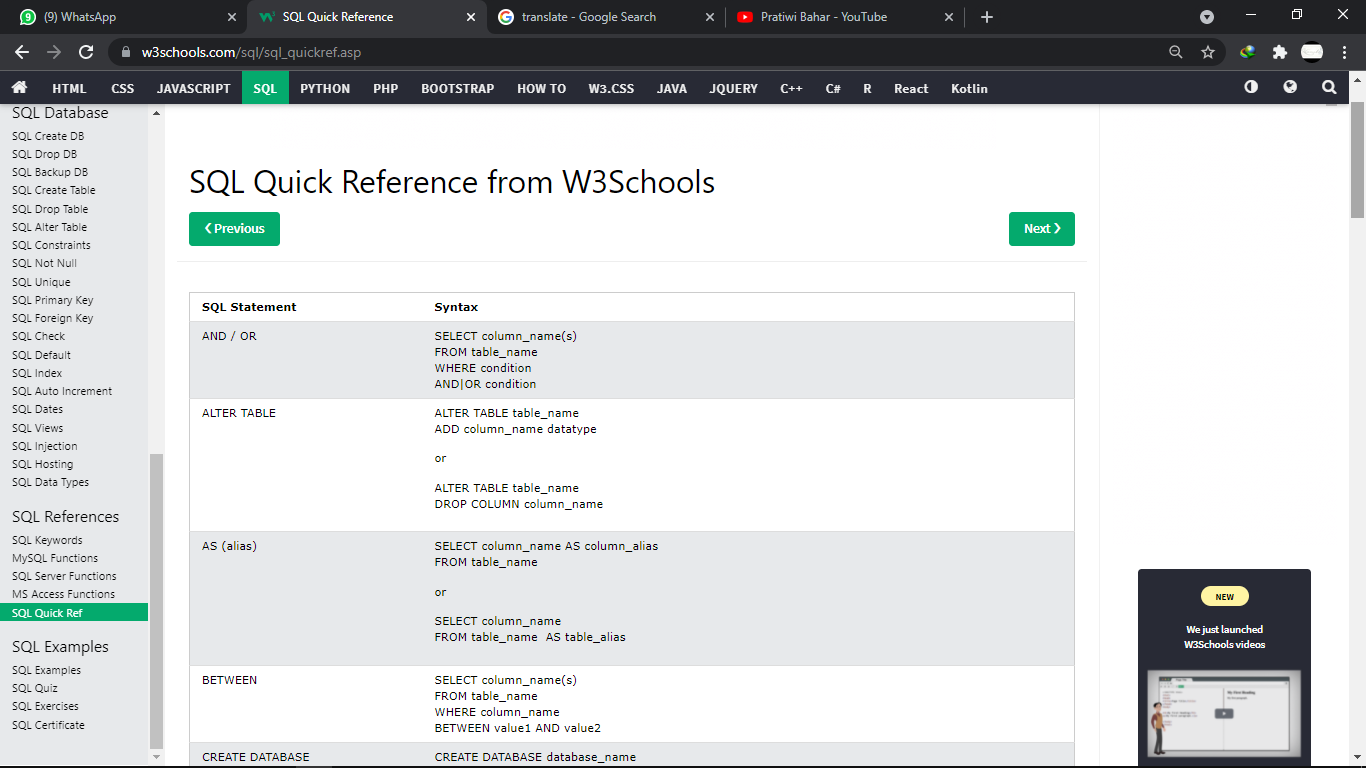 (9) WhatsApp
SQL Quick Reference
translate - Google Search
Pratiwi Bahar - YouTube
w3schools.com/sql/sql_quickref.asp
HTML CSS JAVASCRIPT SQL PYTHON PHP BOOTSTRAP HOW TO W3.CSS JAVA JQUERY C++ C# R React Kotlin
SQL Database
SQL Create DB
SQL Drop DB
SQL Backup DB
SQL Create Table
SQL Drop Table
SQL Alter Table
SQL Constraints
SQL Not Null
SQL Unique
SQL Primary Key
SQL Foreign Key
SQL Check
SQL Default
SQL Index
SQL Auto Increment
SQL Dates
SQL Views
SQL Injection
SQL Hosting
SQL Data Types
SQL References
SQL Keywords
MySQL Functions
SQL Server Functions
MS Access Functions
SQL Quick Ref
SQL Examples
SQL Examples
SQL Quiz
SQL Exercises
SQL Certificate
SQL Quick Reference from W3Schools
❮ Previous
Next ❯
SQL Statement Syntax
AND / OR SELECT column_name(s)
FROM table_name
WHERE condition
AND|OR condition
ALTER TABLE ALTER TABLE table_name
ADD column_name datatype
or
ALTER TABLE table_name
DROP COLUMN column_name
AS (alias) SELECT column_name AS column_alias
FROM table_name
or
SELECT column_name
FROM table_name  AS table_alias
BETWEEN SELECT column_name(s)
FROM table_name
WHERE column_name
BETWEEN value1 AND value2
CREATE DATABASE CREATE DATABASE database_name
NEW
We just launched
W3Schools videos